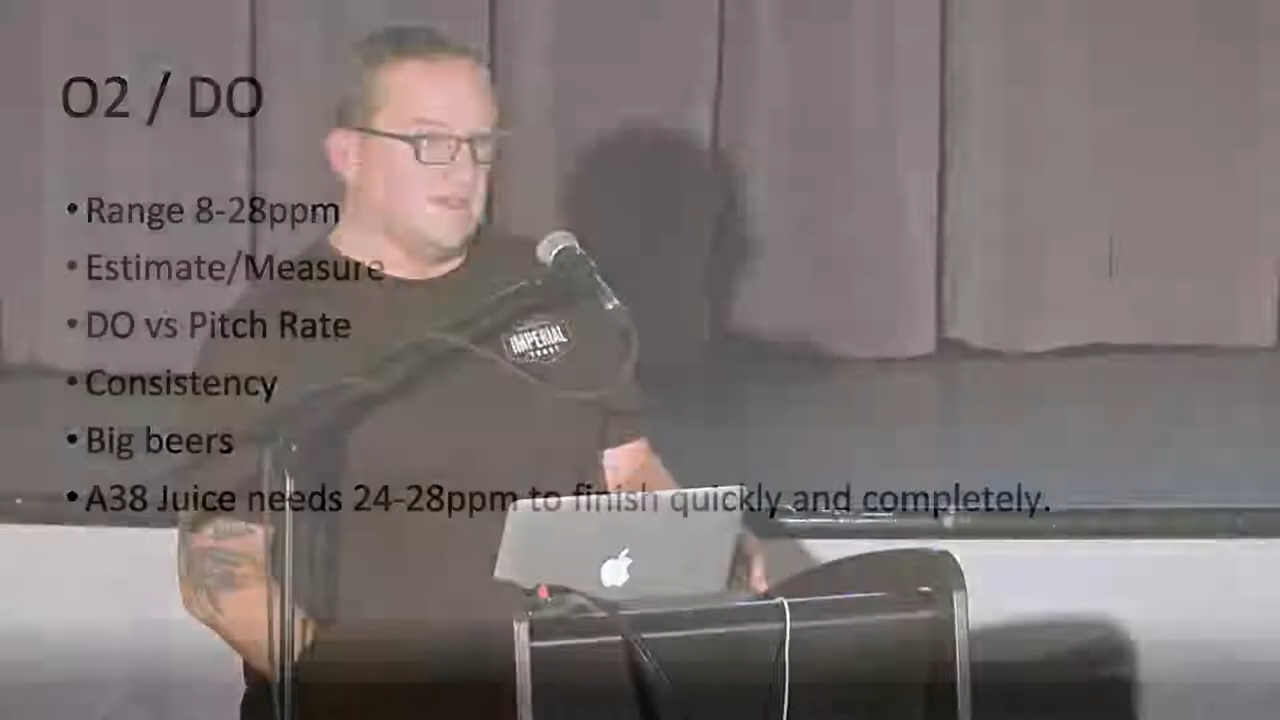 O2 / DO
• Range 8-28ppm
• Estimate/Measure
• DO vs Pitch Rate
• Consistency
• Big beers
• A38 Juice needs 24-28ppm to finish quickly and completely.
IMPERIAL
YEAST